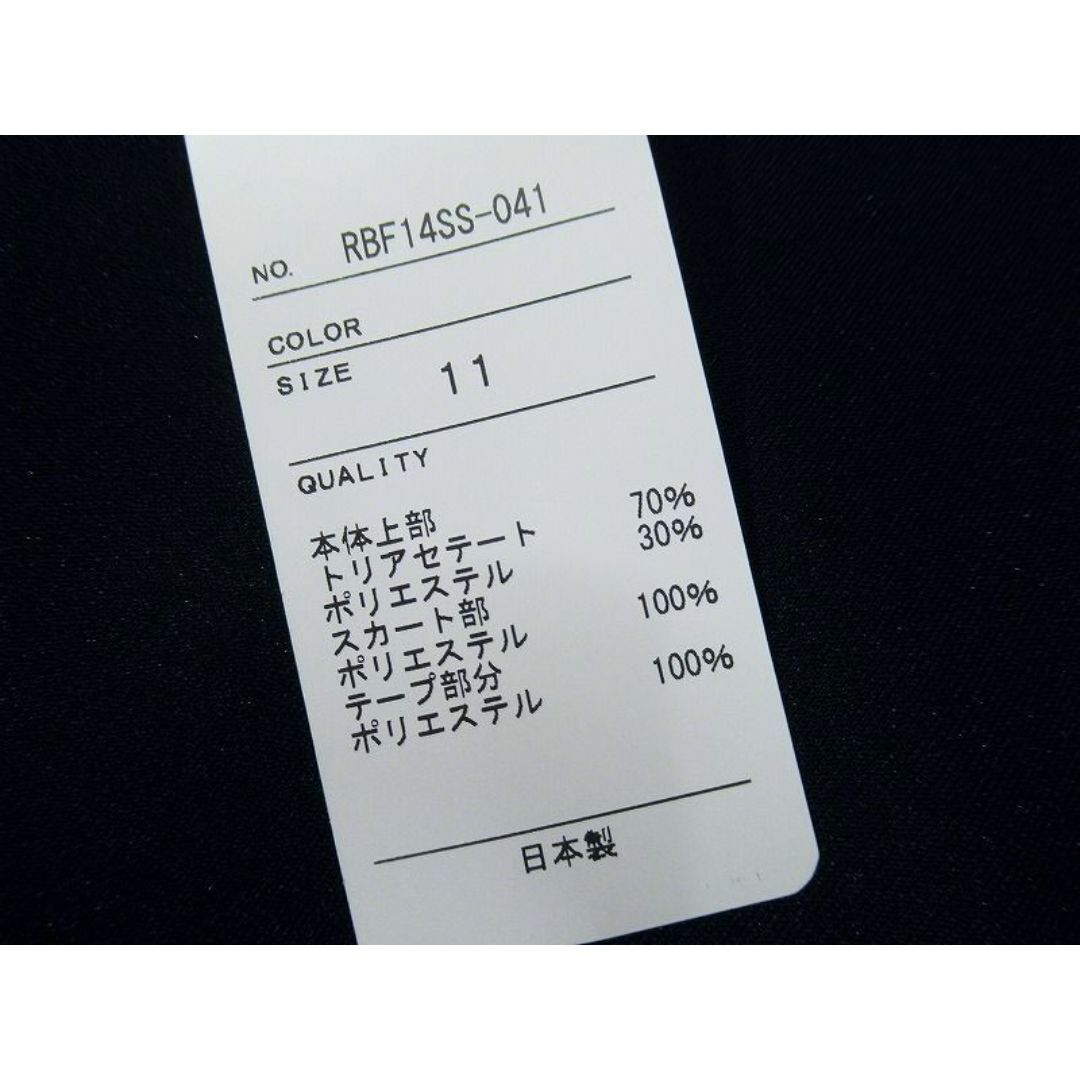 NO. RBF14SS-041
COLOR
SIZE 11
QUALITY
本体上部
トリアセテート 70%
ポリエステル 30%
スカート部
ポリエステル 100%
テープ部分
ポリエステル 100%
日本製